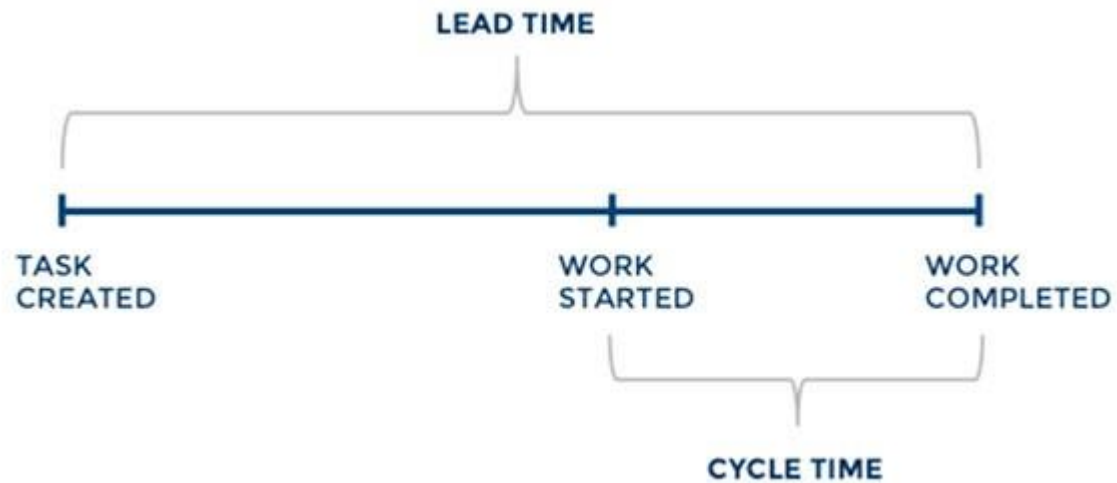 LEAD TIME
TASK
CREATED
WORK
STARTED
WORK
COMPLETED
CYCLE TIME